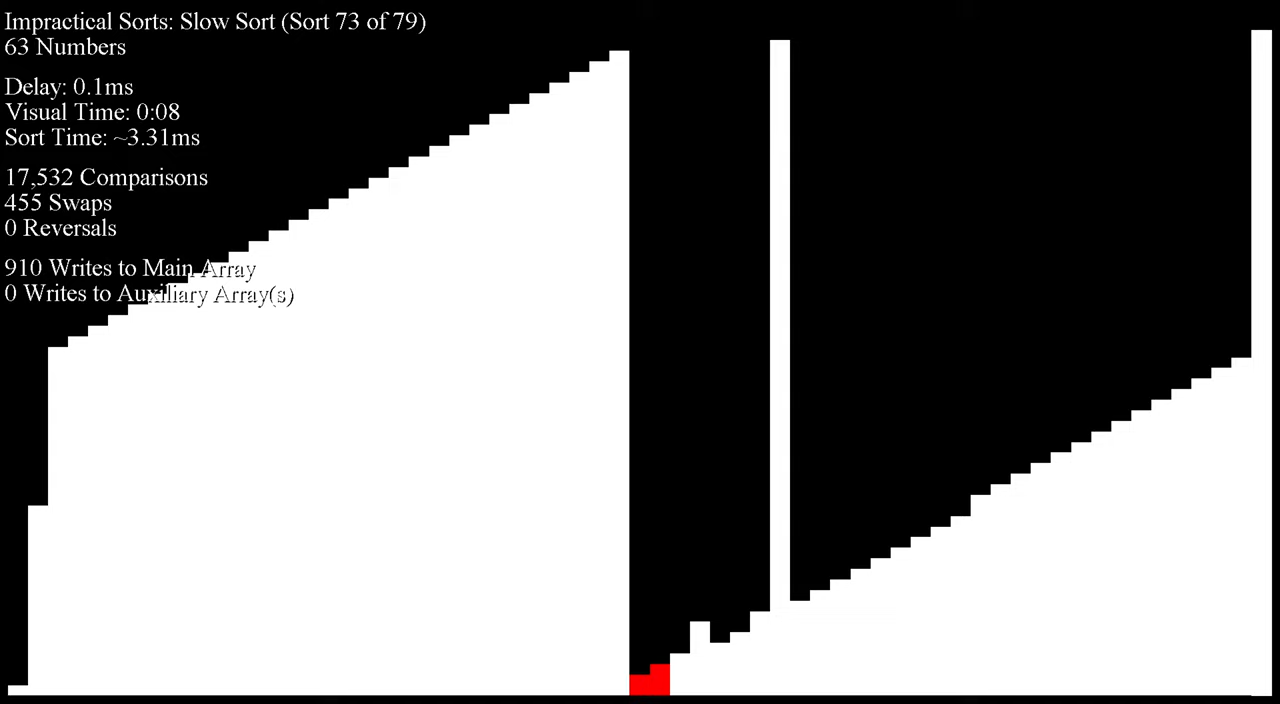 Impractical Sorts: Slow Sort (Sort 73 of 79)
63 Numbers
Delay: 0.1ms
Visual Time: 0:08
Sort Time: ~3.31ms
17,532 Comparisons
455 Swaps
0 Reversals
910 Writes to Main Array
0 Writes to Auxiliary Array(s)